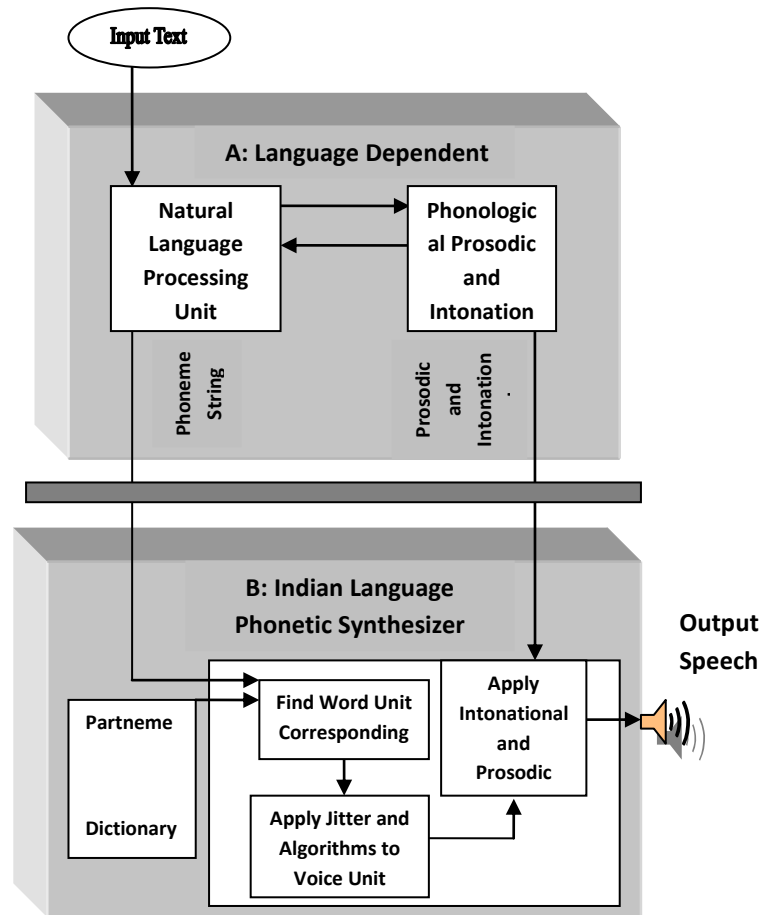 Input Text
A: Language Dependent
Natural
Language
Processing
Unit
Phonologic
al Prosodic
and
Intonation
Phoneme
String
Prosodic
and
Intonation
.
B: Indian Language
Phonetic Synthesizer
Output
Speech
Partneme
Dictionary
Find Word Unit
Corresponding
Apply Jitter and
Algorithms to
Voice Unit
Apply
Intonational
and
Prosodic